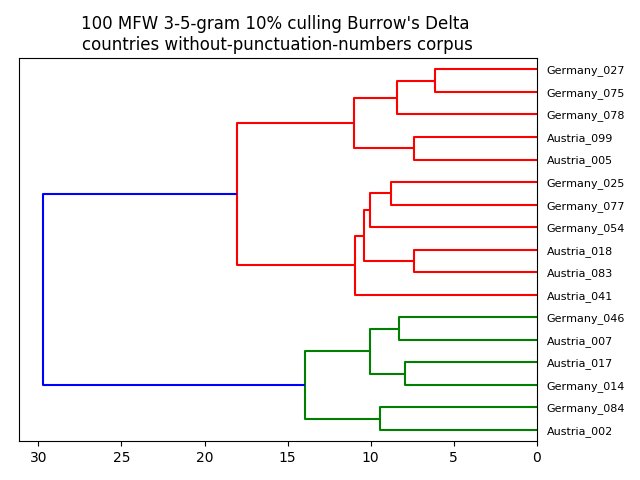 100 MFW 3-5-gram 10% culling Burrow's Delta
countries without-punctuation-numbers corpus
Germany_027
Germany_075
Germany_078
Austria_099
Austria_005
Germany_025
Germany_077
Germany_054
Austria_018
Austria_083
Austria_041
Germany_046
Austria_007
Austria_017
Germany_014
Germany_084
Austria_002
30 25 20 15 10 5 0